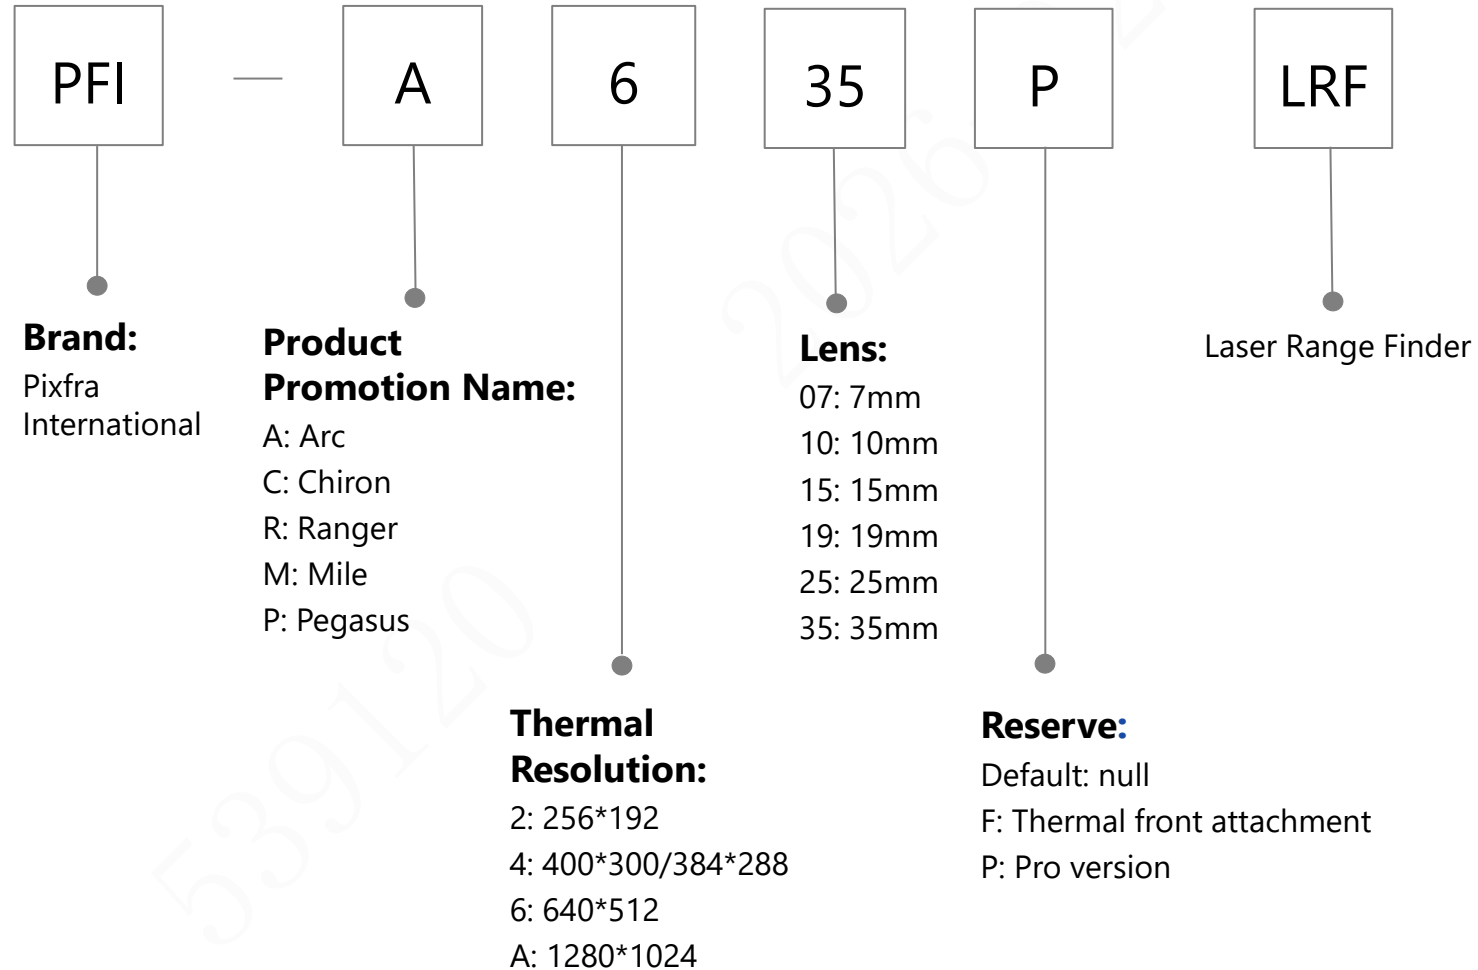 PFI — A 6 35 P LRF
Brand:
Pixfra
International
Product
Promotion Name:
A: Arc
C: Chiron
R: Ranger
M: Mile
P: Pegasus
Thermal
Resolution:
2: 256*192
4: 400*300/384*288
6: 640*512
A: 1280*1024
Lens:
07: 7mm
10: 10mm
15: 15mm
19: 19mm
25: 25mm
35: 35mm
Reserve:
Default: null
F: Thermal front attachment
P: Pro version
Laser Range Finder
539120